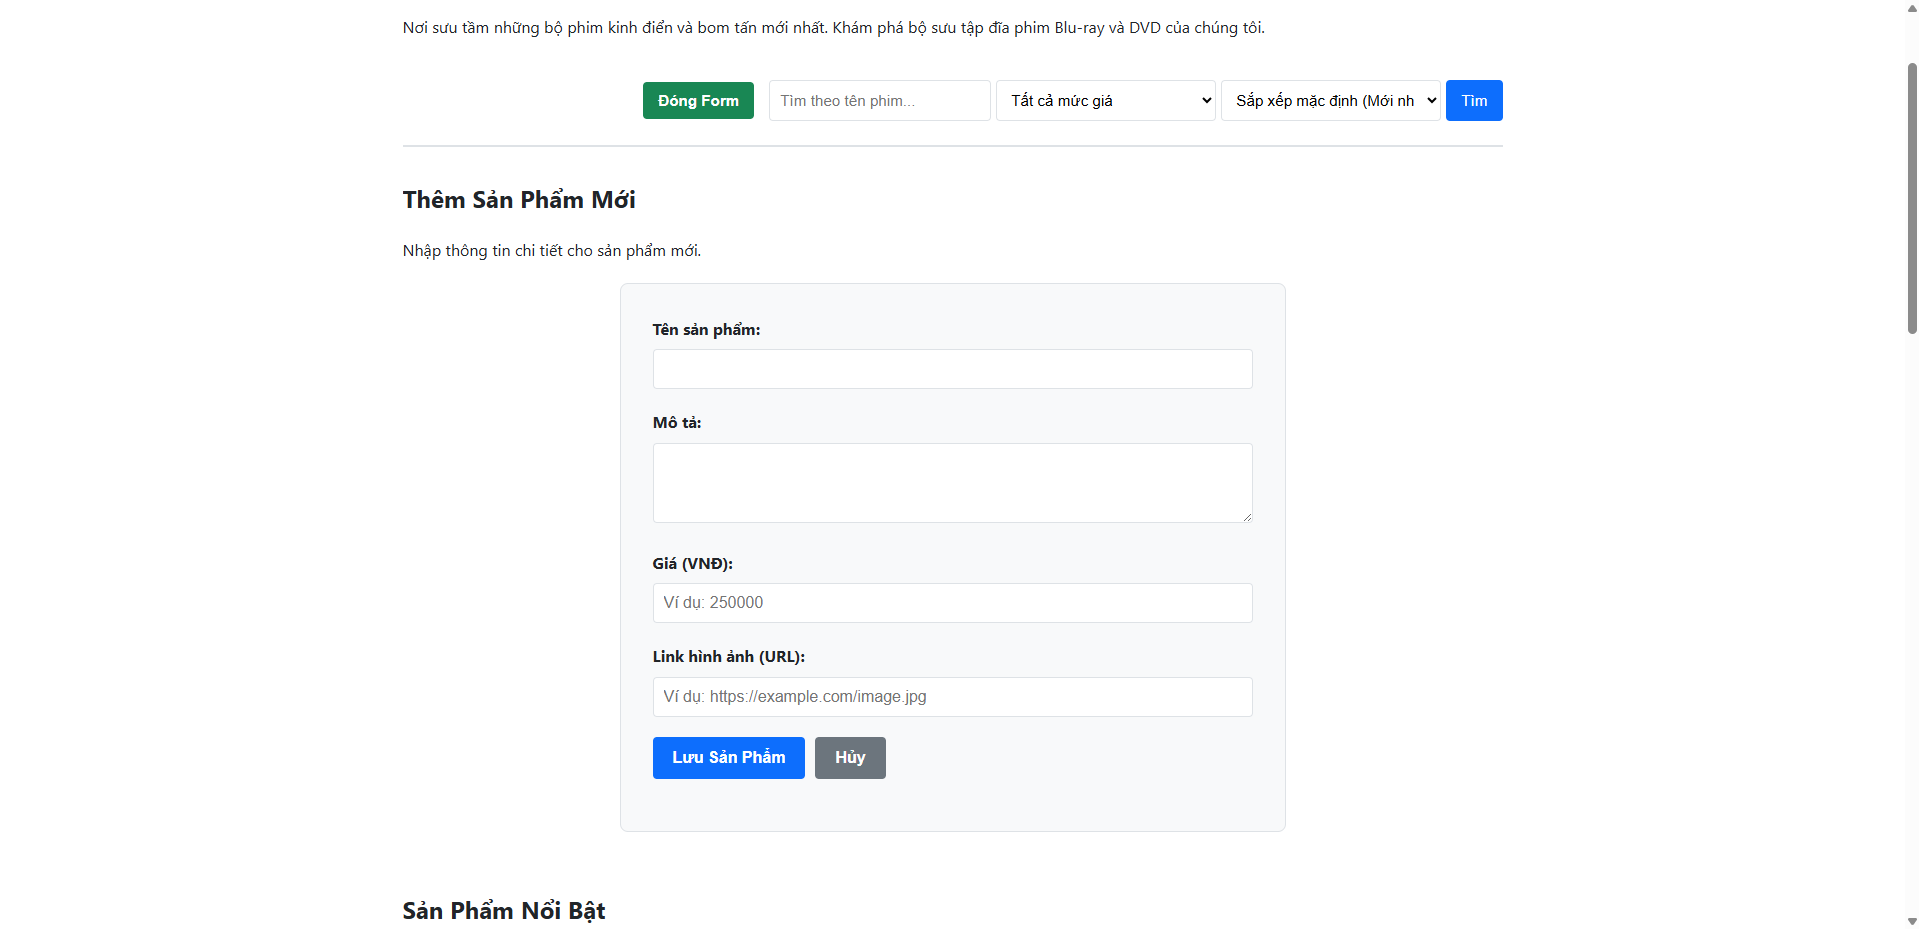 Nơi sưu tầm những bộ phim kinh điển và bom tấn mới nhất. Khám phá bộ sưu tập đĩa phim Blu-ray và DVD của chúng tôi.
Đóng Form
Tìm theo tên phim...
Tất cả mức giá
Sắp xếp mặc định (Mới nh
Tìm
Thêm Sản Phẩm Mới
Nhập thông tin chi tiết cho sản phẩm mới.
Tên sản phẩm:
Mô tả:
Giá (VNĐ):
Ví dụ: 250000
Link hình ảnh (URL):
Ví dụ: https://example.com/image.jpg
Lưu Sản Phẩm
Hủy
Sản Phẩm Nổi Bật